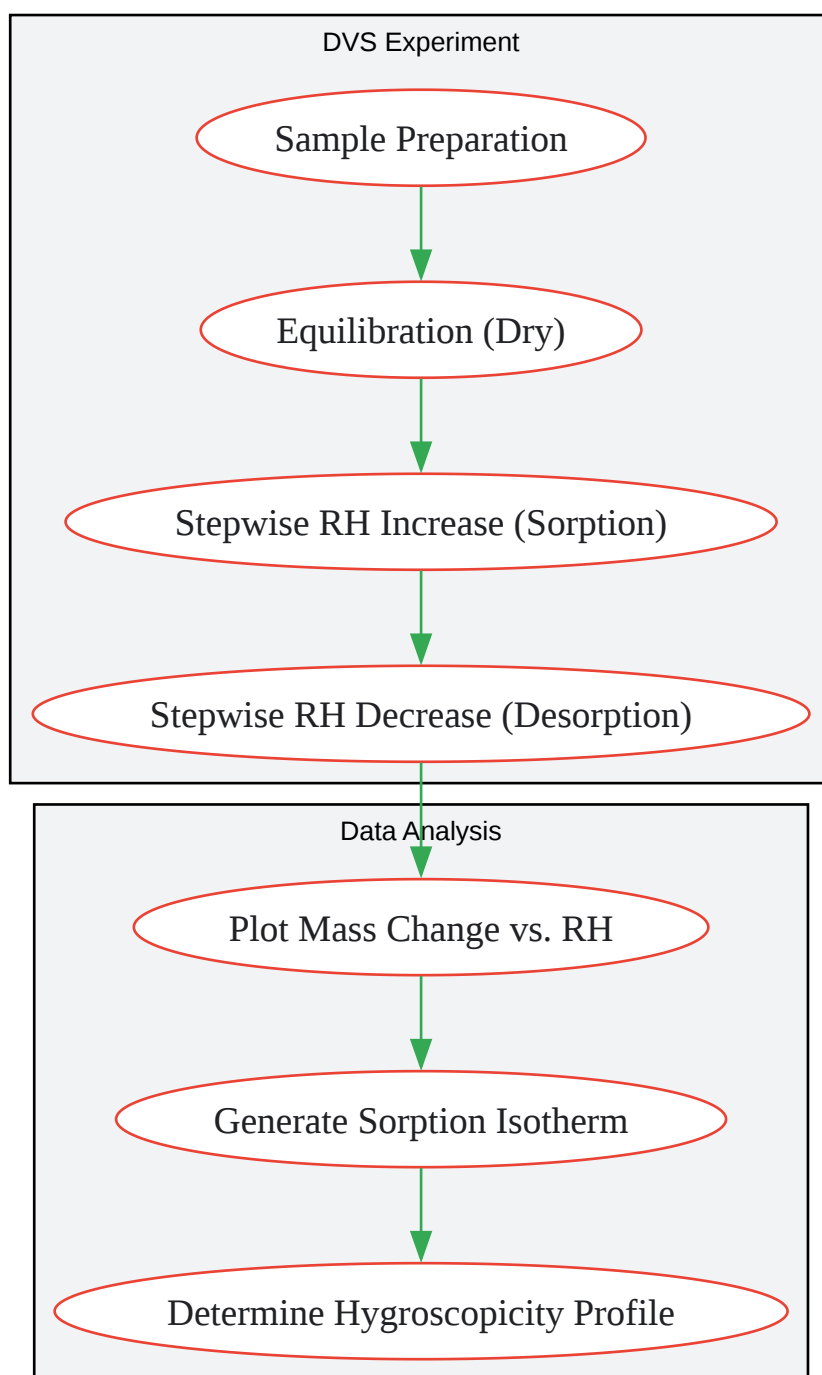 DVS Experiment
Sample Preparation
Equilibration (Dry)
Stepwise RH Increase (Sorption)
Stepwise RH Decrease (Desorption)
Data Analysis
Plot Mass Change vs. RH
Generate Sorption Isotherm
Determine Hygroscopicity Profile